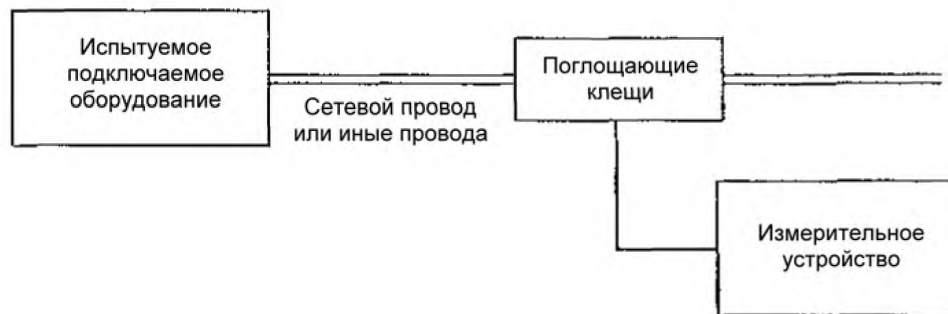 Испытуемое
подключаемое
оборудование
Сетевой провод
или иные провода
Поглощающие
клещи
Измерительное
устройство